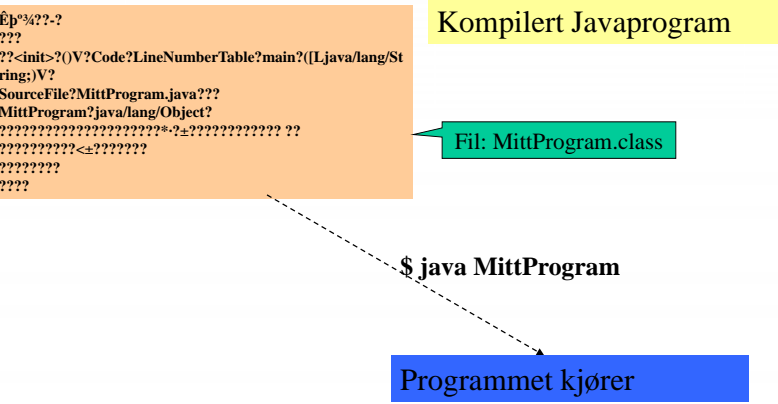 Êþº¾??-?
Kompilert Javaprogram
???
??<init>?()V?Code?LineNumberTable?main?([Ljava/lang/St
ring;)V?
SourceFile?MittProgram.java???
MittProgram?java/lang/Object?
?????????????????????*·?±???????????? ??
??????????<±???????
????????
????
Fil: MittProgram.class
$ java MittProgram
Programmet kjører